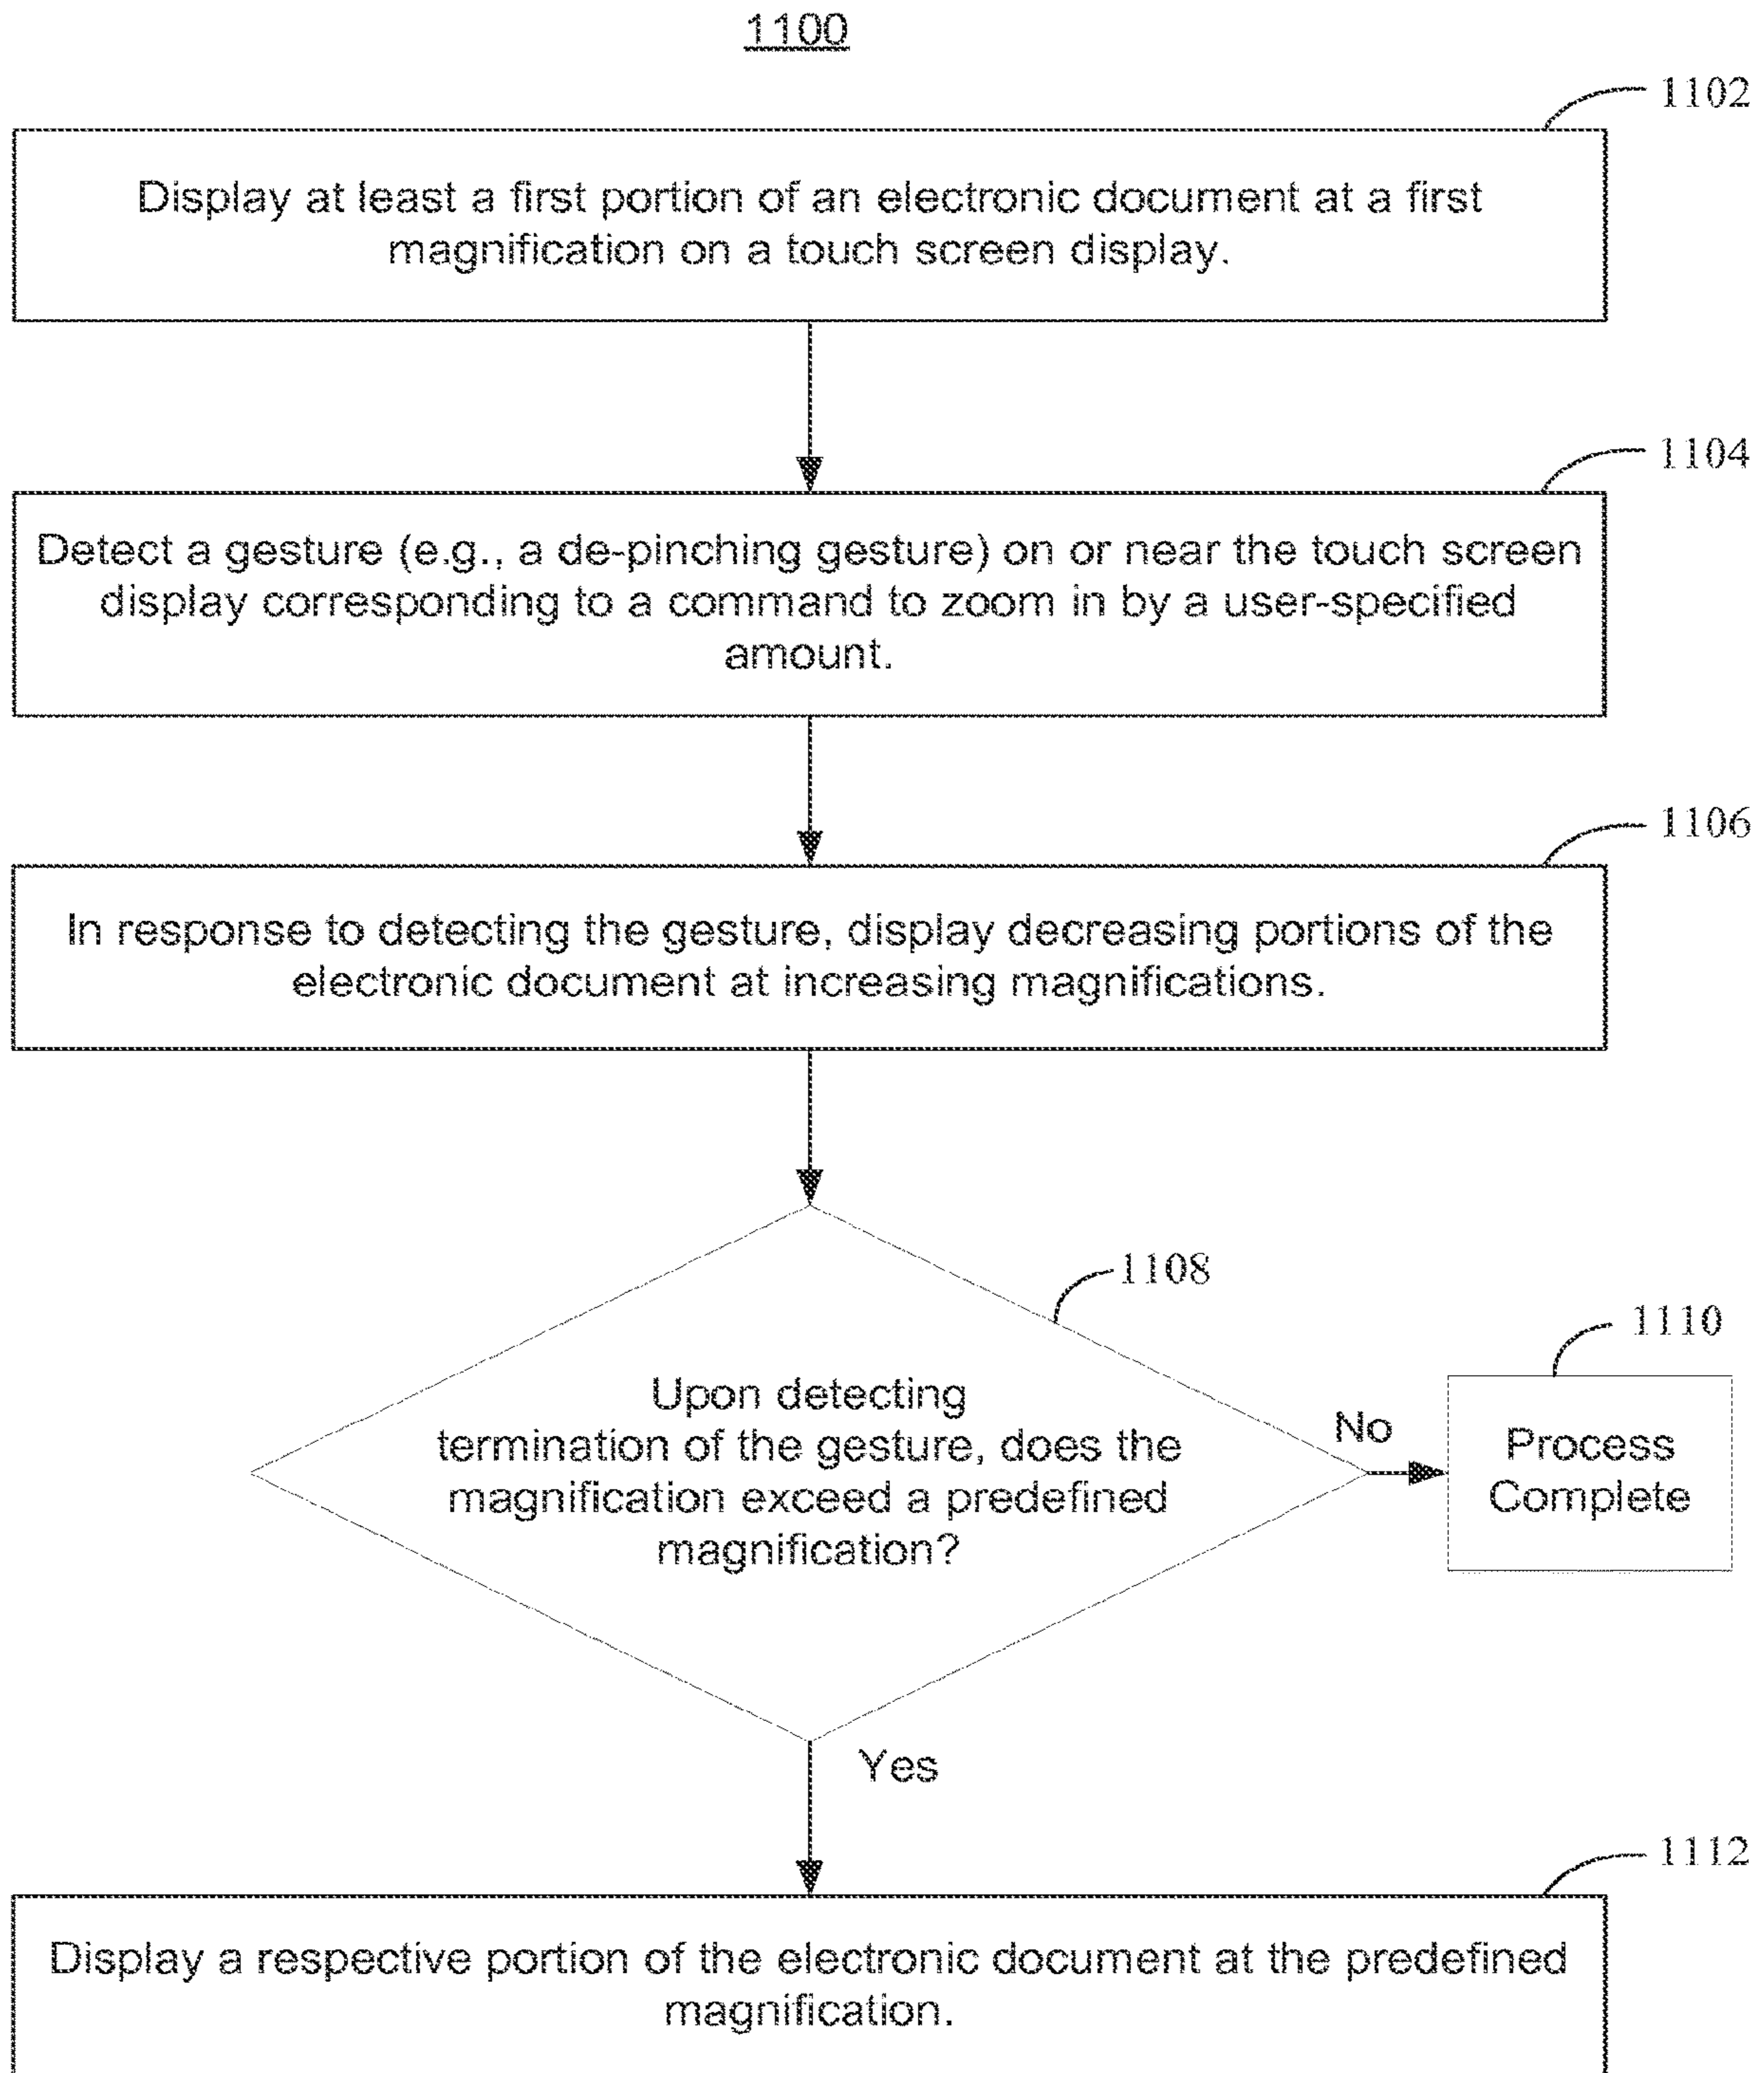 1100
1102
Display at least a first portion of an electronic document at a first
magnification on a touch screen display.
1104
Detect a gesture (e.g., a de-pinching gesture) on or near the touch screen
display corresponding to a command to zoom in by a user-specified
amount.
1106
In response to detecting the gesture, display decreasing portions of the
electronic document at increasing magnifications.
1108
Upon detecting
termination of the gesture, does the
magnification exceed a predefined
magnification?
No
1110
Process
Complete
Yes
1112
Display a respective portion of the electronic document at the predefined
magnification.